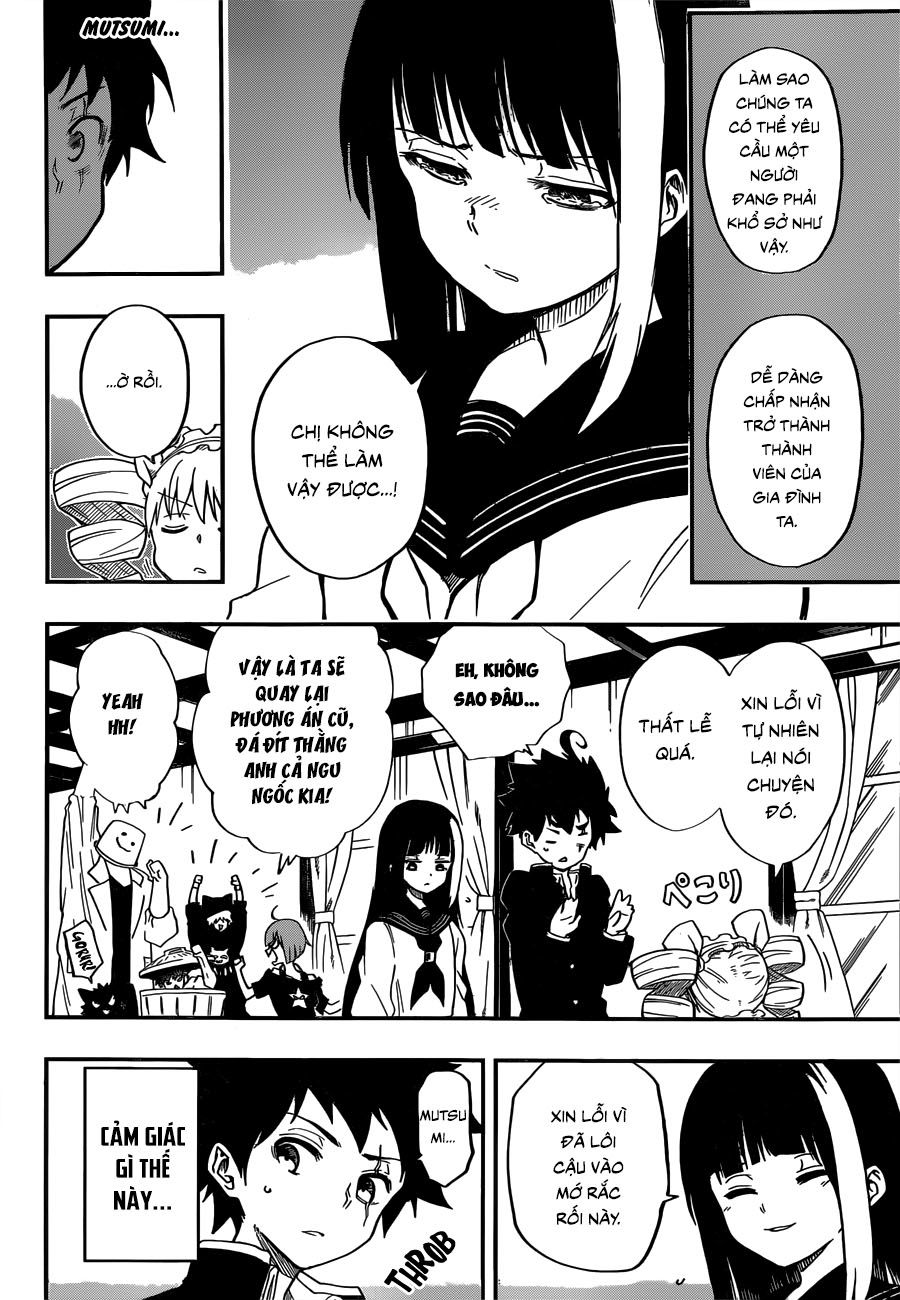 LÀM SAO
CHÚNG TA
CÓ THỂ YÊU
CẦU MỘT
NGƯỜI
ĐANG PHẢI
KHỔ SỞ NHƯ
VẬY.
DỄ DÀNG
CHẤP NHẬN
TRỞ THÀNH
THÀNH
VIÊN CỦA
GIA ĐÌNH
TA.
CHỊ KHÔNG
THỂ LÀM
VẬY ĐƯỢC...!
MUTSUMI...
...Ờ RỒI.
XIN LỖI VÌ
TỰ NHIÊN
LẠI NÓI
CHUYỆN
ĐÓ.
THẤT LỄ
QUÁ.
ぺこり
EH, KHÔNG
SAO ĐÂU...
VẬY LÀ TA SẼ
QUAY LẠI
PHƯƠNG ÁN CŨ,
ĐÁ ĐÍT THẰNG
ANH CẢ NGU
NGỐC KIA!
YEAH
HH!
GORUR!
XIN LỖI VÌ
ĐÃ LÔI
CẬU VÀO
MỚ RẮC
RỐI NÀY.
MUTSU
MI...
THROB
CẢM GIÁC
GÌ THẾ
NÀY...